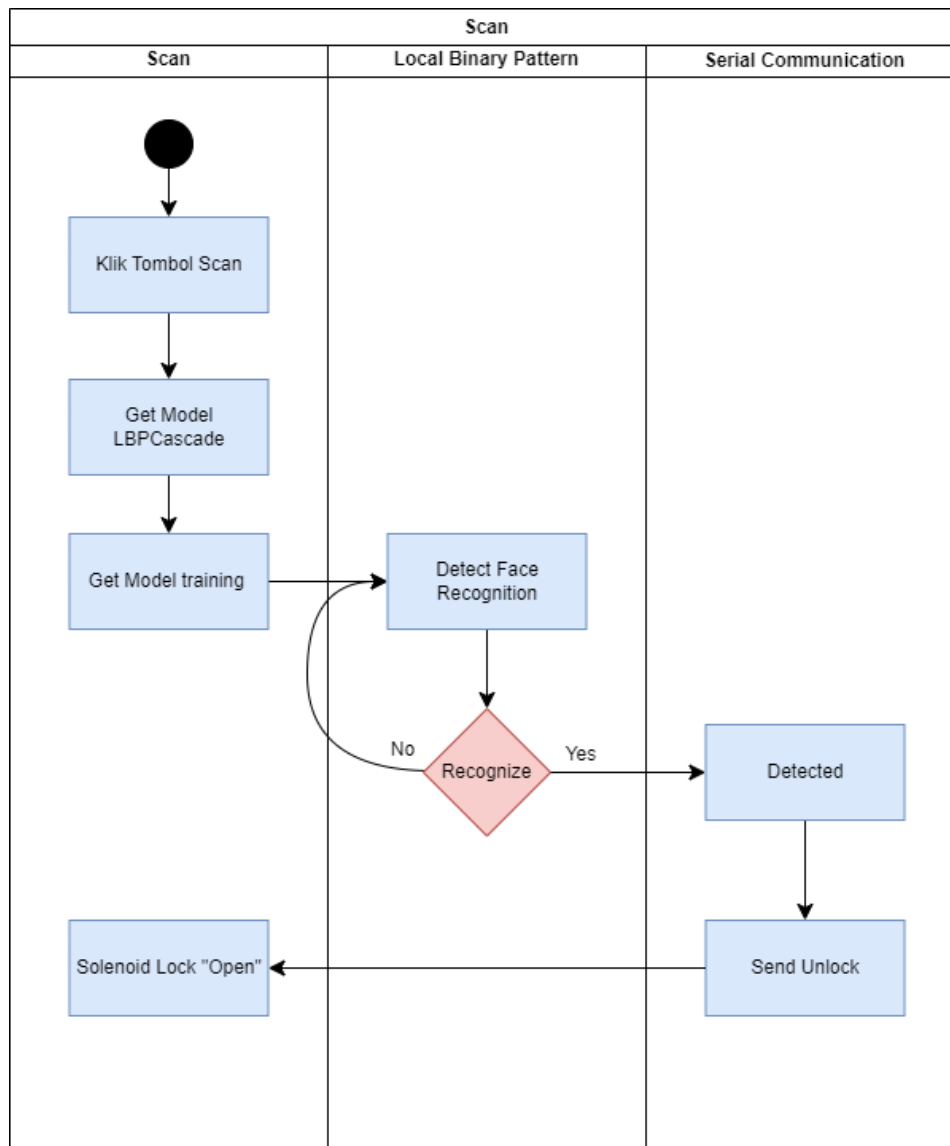 Scan
Scan
Local Binary Pattern
Serial Communication
Klik Tombol Scan
Get Model
LBPCascade
Get Model training
Detect Face
Recognition
No
Recognize
Yes
Detected
Solenoid Lock "Open"
Send Unlock